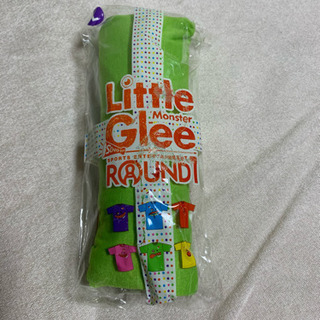 Little
Monster
Glee
SPORTS ENTERTAINMENT
ROUND1